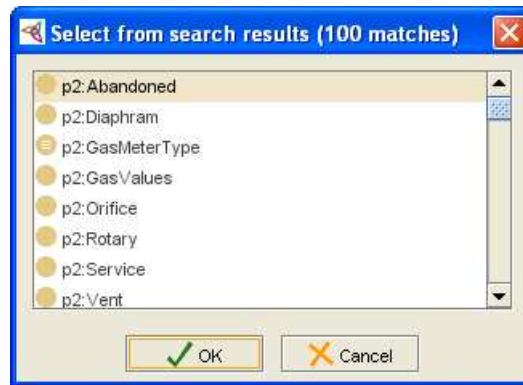 Select from search results (100 matches)
p2:Abandoned
p2:Diaphram
p2:GasMeterType
p2:GasValues
p2:Orifice
p2:Rotary
p2:Service
p2:Vent
OK
Cancel